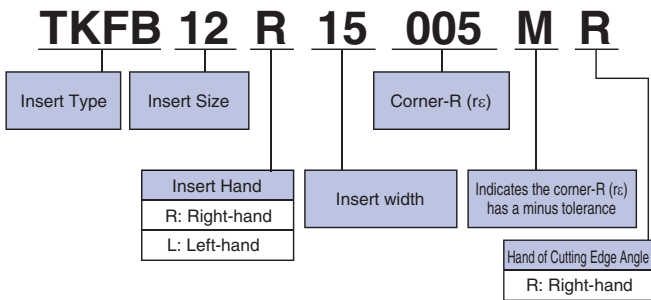 TKFB 12 R 15 005 M R
Insert Type
Insert Size
Corner-R (rε)
Insert Hand
R: Right-hand
L: Left-hand
Insert width
Indicates the corner-R (rε)
has a minus tolerance
Hand of Cutting Edge Angle
R: Right-hand